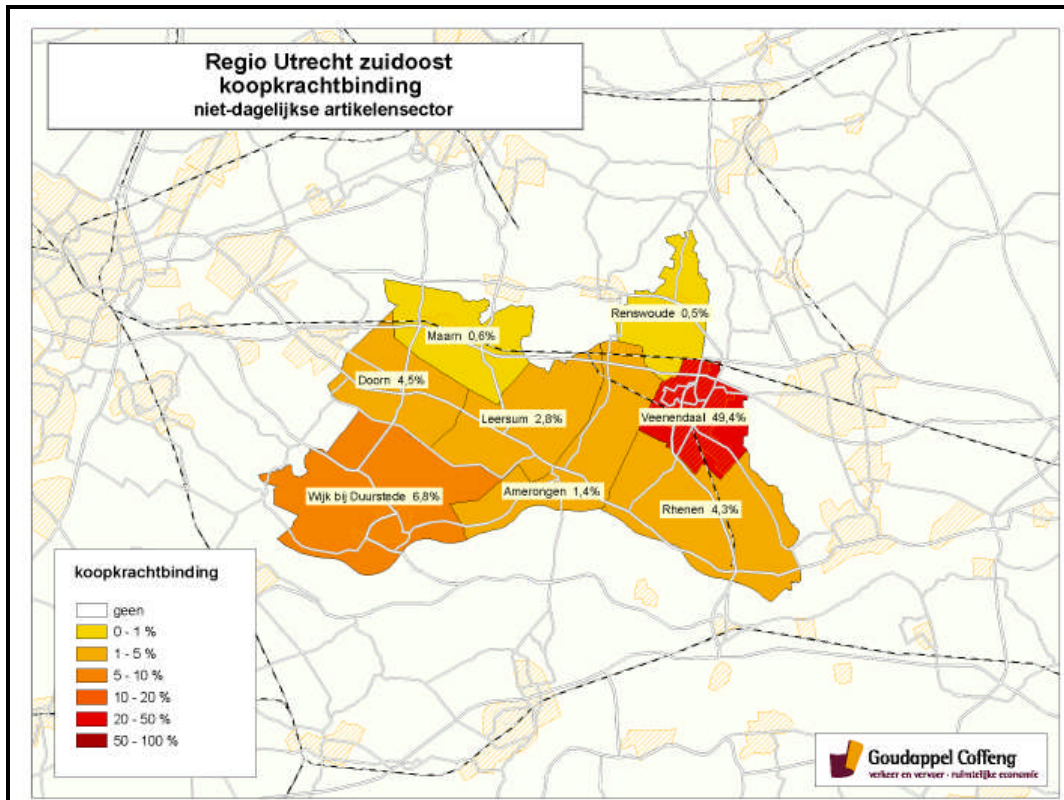 Regio Utrecht zuidoost
koopkrachtbinding
niet-dagelijkse artikelensector
Renswoude 0,5%
Maarn 0,6%
Doorn 4,5%
Leersum 2,8%
Veenendaal 49,4%
Wijk bij Duurstede 6,8%
Amerongen 1,4%
Rhenen 4,3%
koopkrachtbinding
geen
0 - 1 %
1 - 5 %
5 - 10 %
10 - 20 %
20 - 50 %
50 - 100 %
Goudappel Coffeng
verkeer en vervoer · ruimtelijke economie